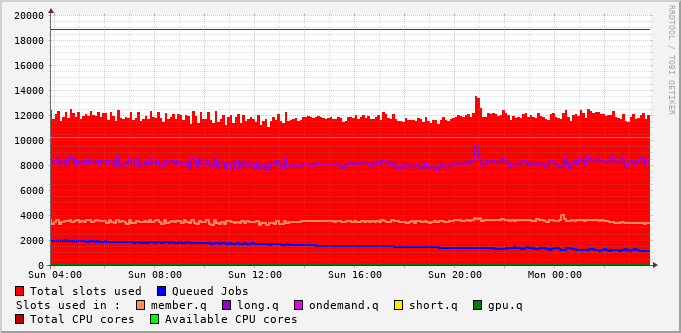 20000
18000
16000
14000
12000
10000
8000
6000
4000
2000
0
Sun 04:00 Sun 08:00 Sun 12:00 Sun 16:00 Sun 20:00 Mon 00:00
RRDTOOL / TOBI OETIKER
Total slots used Queued Jobs
Slots used in : member.q long.q ondemand.q short.q gpu.q
Total CPU cores Available CPU cores